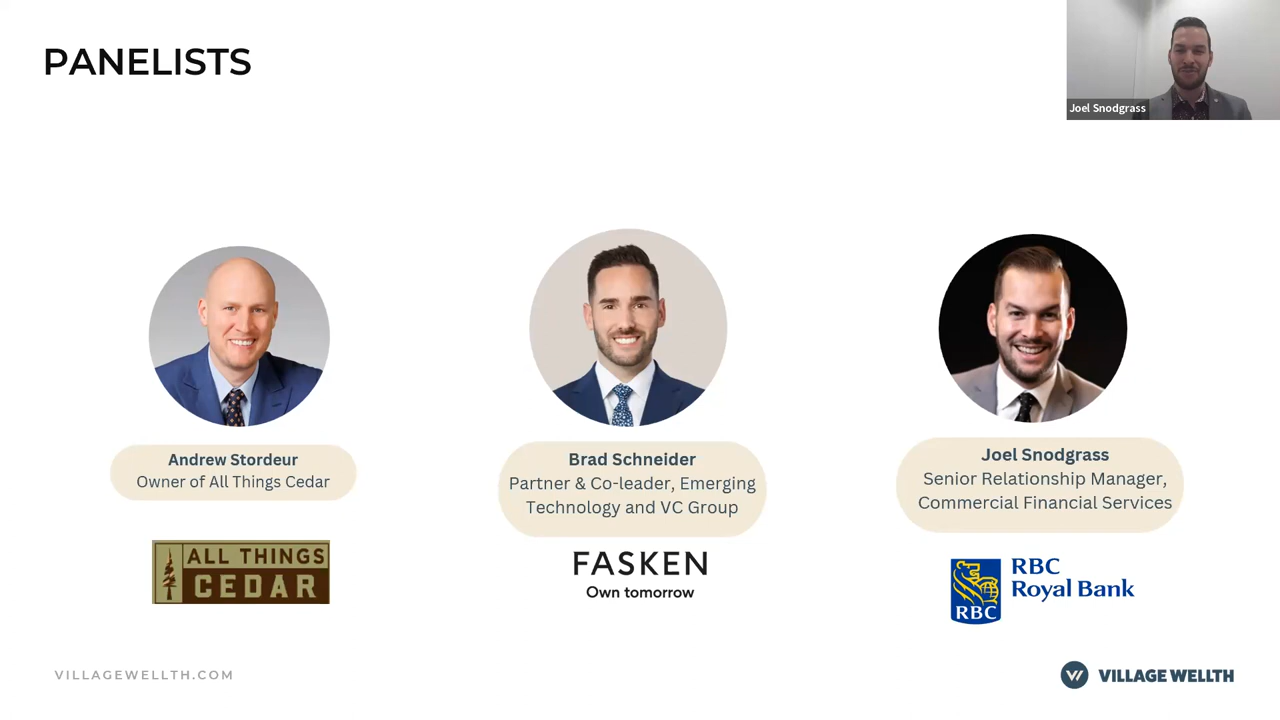 PANELISTS
Joel Snodgrass
Andrew Stordeur
Owner of All Things Cedar
ALL THINGS
CEDAR
Brad Schneider
Partner & Co-leader, Emerging
Technology and VC Group
FASKEN
Own tomorrow
Joel Snodgrass
Senior Relationship Manager,
Commercial Financial Services
RBC
RBC
Royal Bank
VILLAGEWELLTH.COM
VILLAGE WELLTH